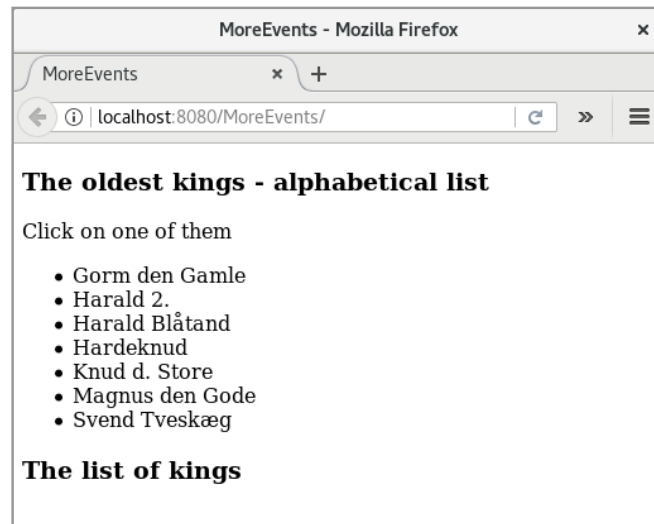 MoreEvents - Mozilla Firefox
MoreEvents
localhost:8080/MoreEvents/
The oldest kings - alphabetical list
Click on one of them
• Gorm den Gamle
• Harald 2.
• Harald Blåtand
• Hardeknud
• Knud d. Store
• Magnus den Gode
• Svend Tveskæg
The list of kings